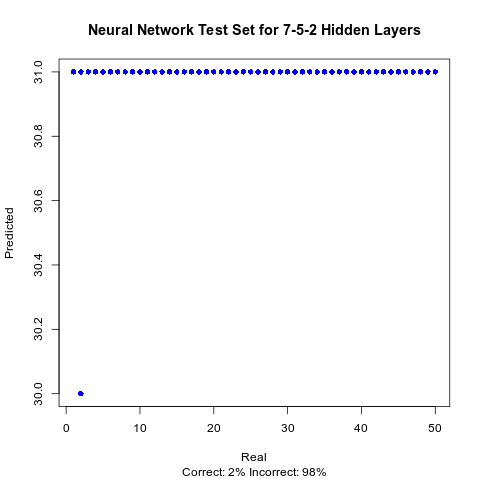 Neural Network Test Set for 7-5-2 Hidden Layers
Predicted
31.0
30.8
30.6
30.4
30.2
30.0
0 10 20 30 40 50
Real
Correct: 2% Incorrect: 98%